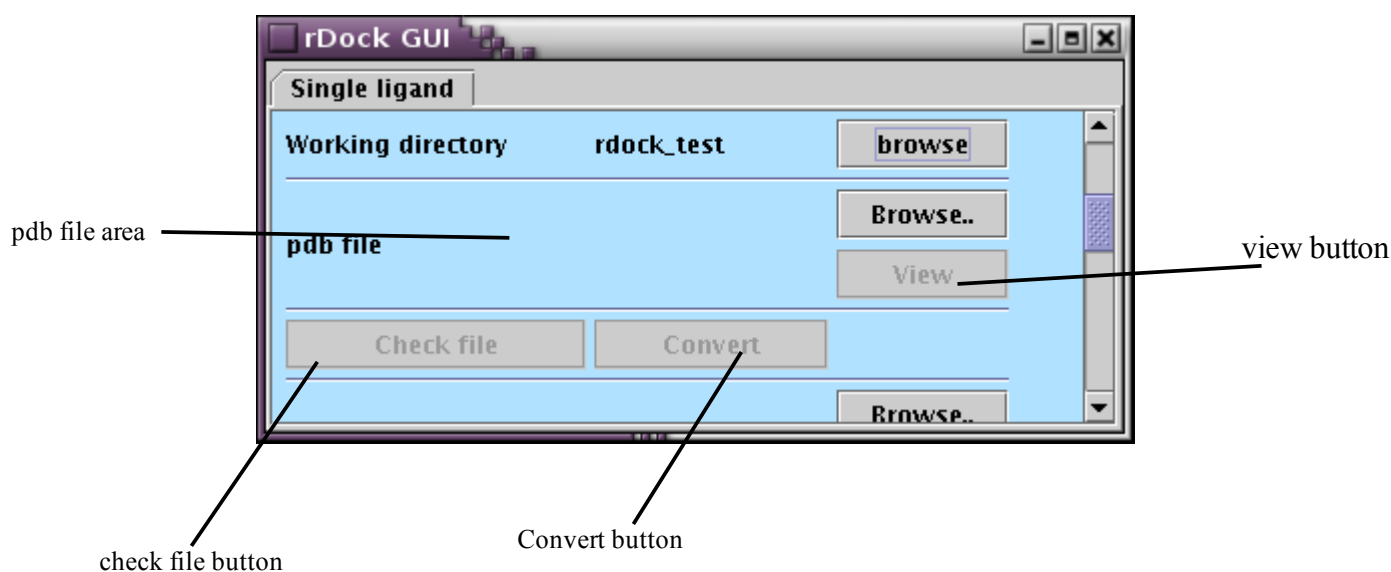 rDock GUI
Single ligand
Working directory rdock_test browse
Browse..
pdb file area
pdb file
view button
View
Check file Convert
Browse..
Convert button
check file button